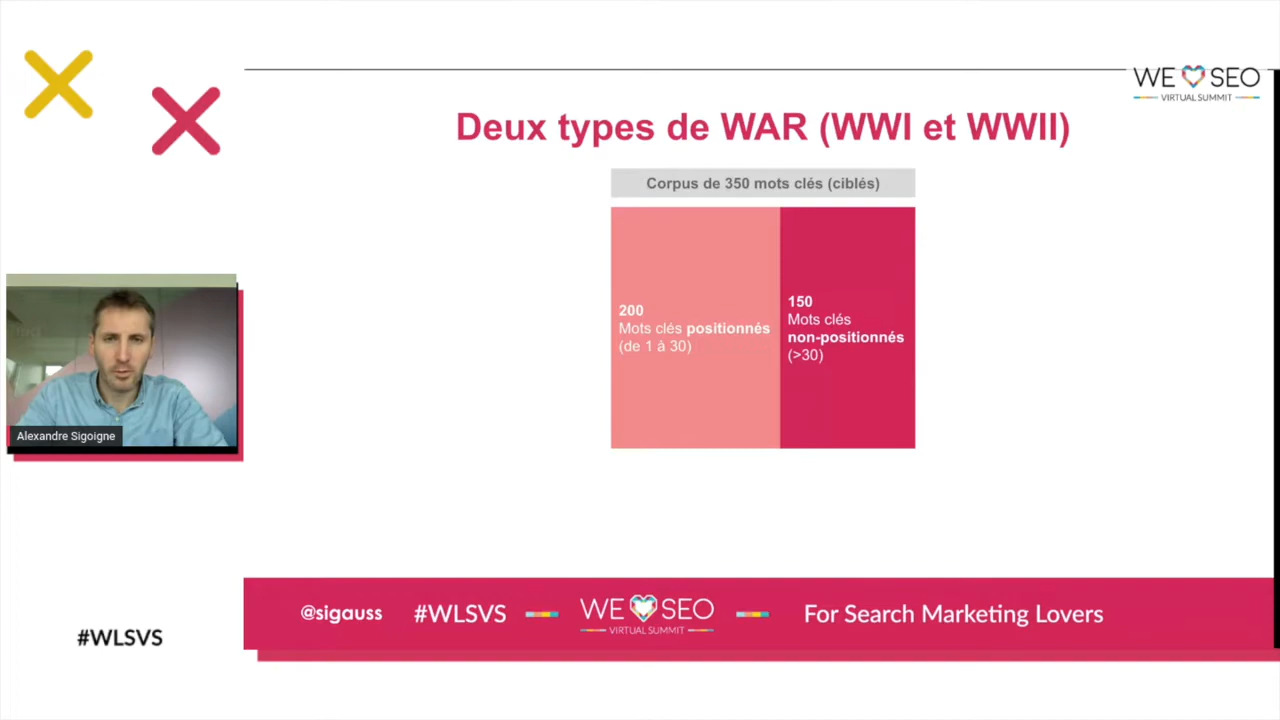 WE SEO
VIRTUAL SUMMIT
Deux types de WAR (WWI et WWII)
Corpus de 350 mots clés (ciblés)
200
Mots clés positionnés
(de 1 à 30)
150
Mots clés
non-positionnés
(>30)
Alexandre Sigoigne
@sigauss
#WLSVS
WE SEO
VIRTUAL SUMMIT
For Search Marketing Lovers
#WLSVS